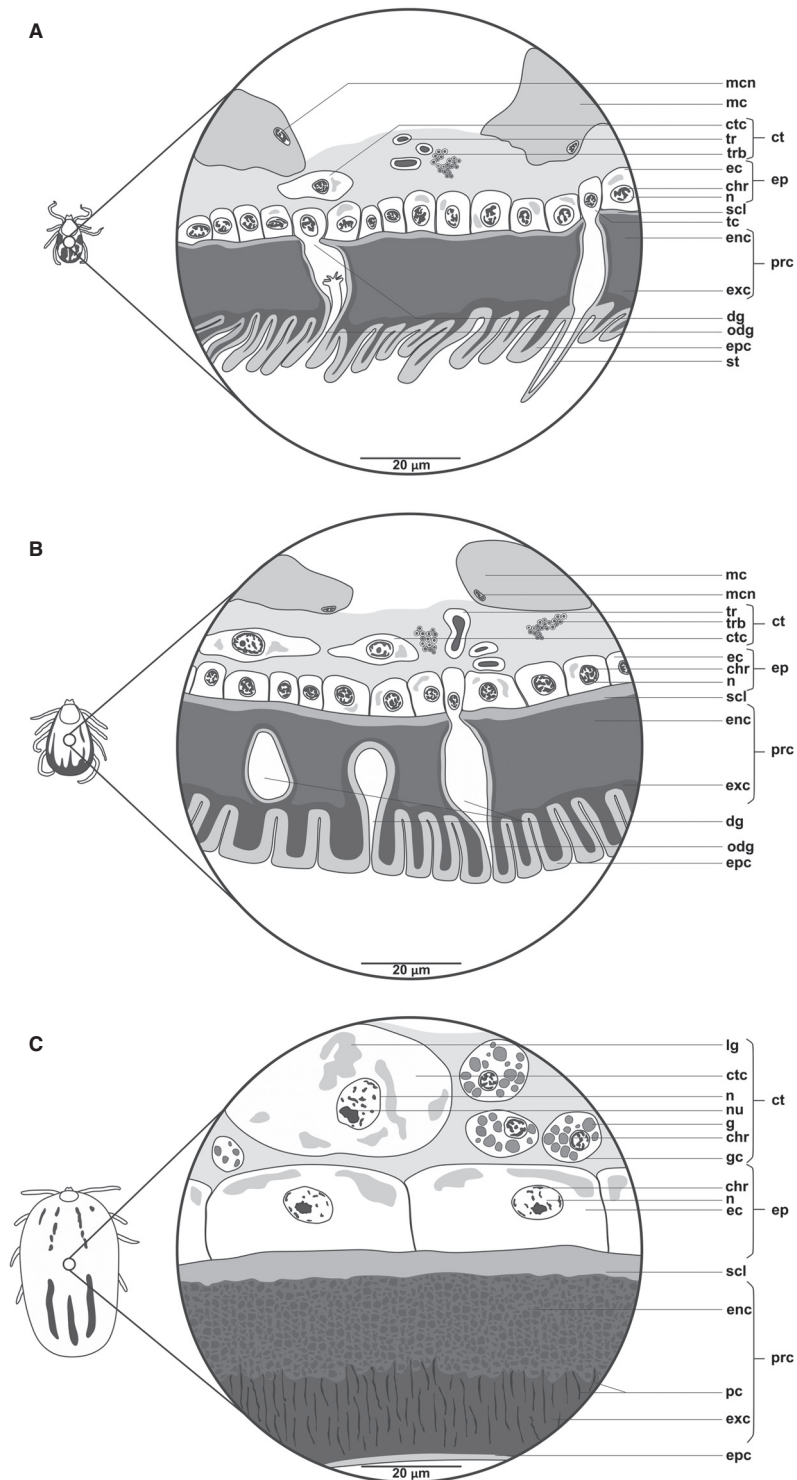 A
mcn
mc
ctc
tr
ct
trb
ec
ep
chr
n
scl
tc
enc
prc
exc
dg
odg
epc
st
20 μm
B
mc
mcn
tr
ct
trb
ctc
ec
ep
chr
n
scl
enc
prc
exc
dg
odg
epc
20 μm
C
lg
ctc
ct
n
nu
g
chr
gc
chr
n
ep
ec
scl
enc
prc
pc
exc
epc
20 μm